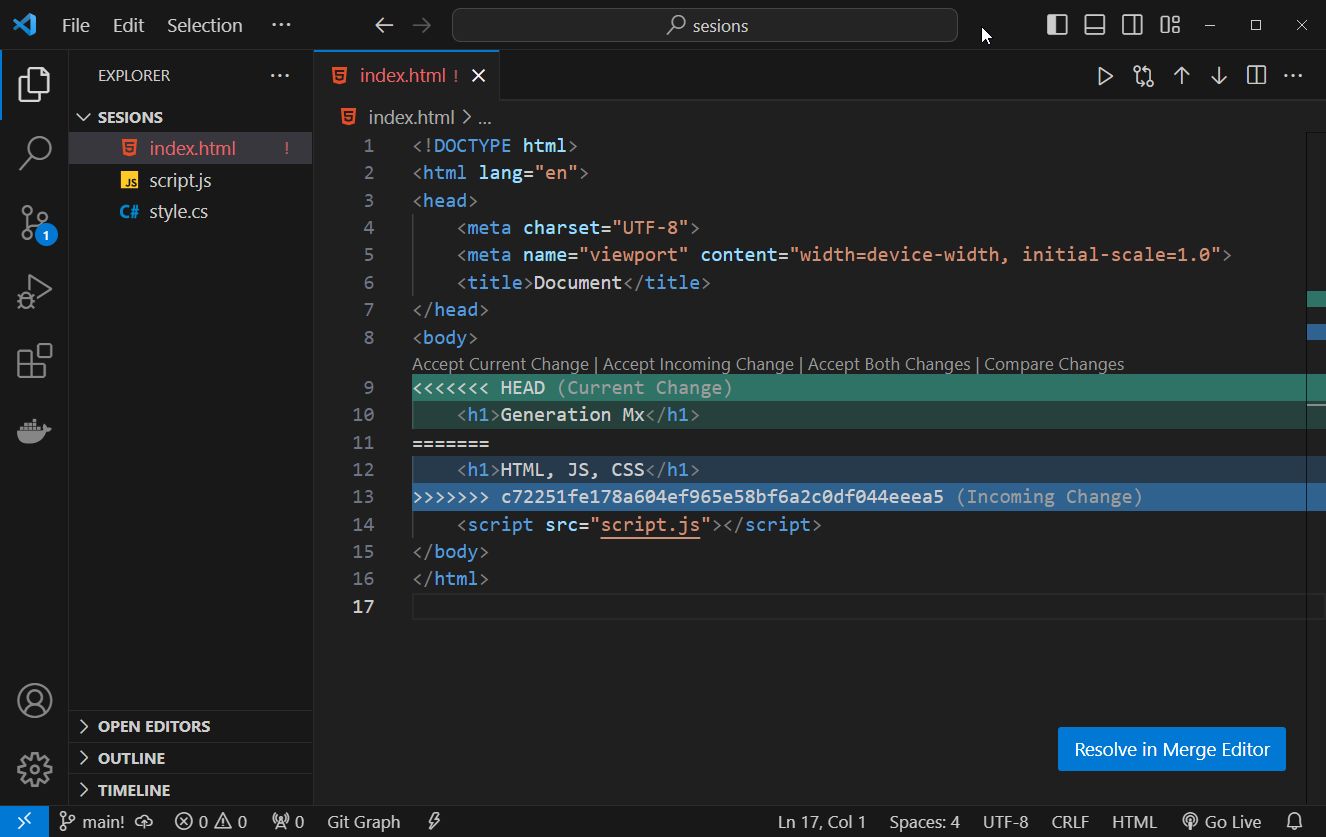 File Edit Selection ··· sesions
EXPLORER ···
SESIONS
index.html !
JS script.js
C# style.cs
OPEN EDITORS
OUTLINE
TIMELINE
1
index.html !
index.html > ...
1 <!DOCTYPE html>
2 <html lang="en">
3 <head>
4 <meta charset="UTF-8">
5 <meta name="viewport" content="width=device-width, initial-scale=1.0">
6 <title>Document</title>
7 </head>
8 <body>
Accept Current Change | Accept Incoming Change | Accept Both Changes | Compare Changes
9 <<<<<<< HEAD (Current Change)
10 <h1>Generation Mx</h1>
11 =======
12 <h1>HTML, JS, CSS</h1>
13 >>>>>>> c72251fe178a604ef965e58bf6a2c0df044eeea5 (Incoming Change)
14 <script src="script.js"></script>
15 </body>
16 </html>
17
Resolve in Merge Editor
main! 0 0 0 Git Graph Ln 17, Col 1 Spaces: 4 UTF-8 CRLF HTML Go Live